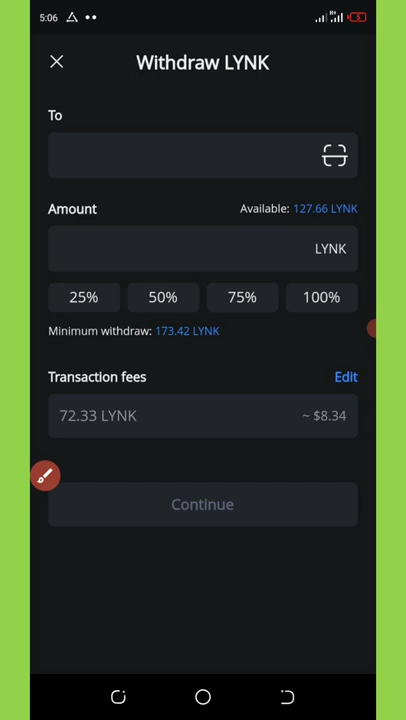 5:06
Withdraw LYNK
To
Amount Available: 127.66 LYNK
LYNK
25% 50% 75% 100%
Minimum withdraw: 173.42 LYNK
Transaction fees Edit
72.33 LYNK ~ $8.34
Continue